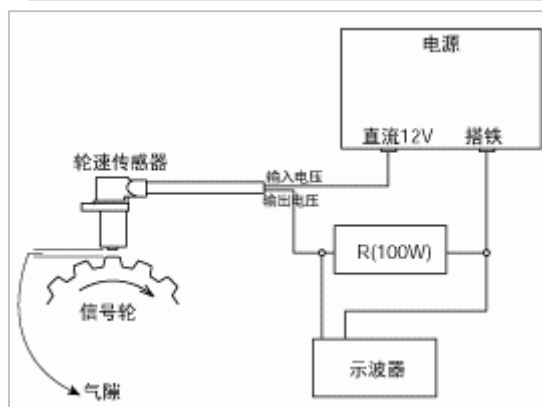 电源
直流12V
搭铁
轮速传感器
输入电压
输出电压
R(100W)
信号轮
示波器
气隙